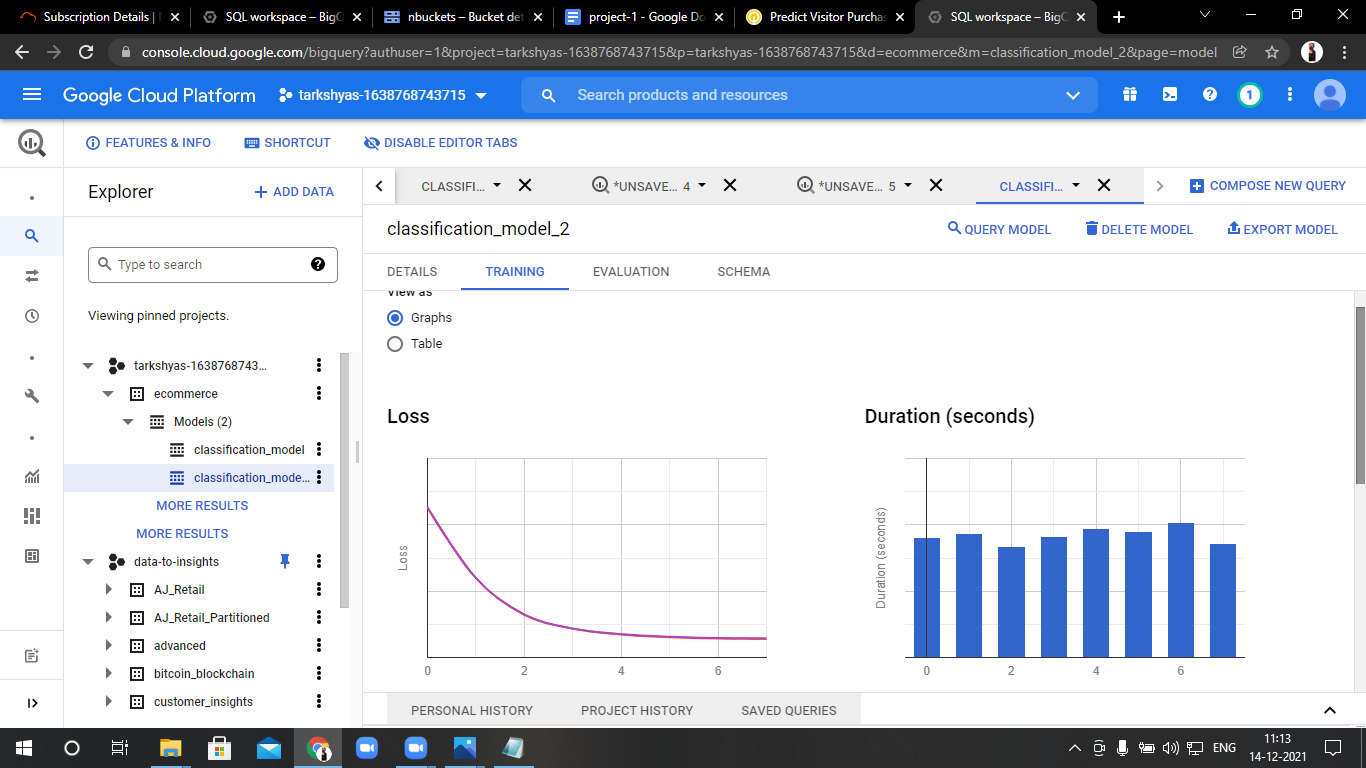 Subscription Details | 
SQL workspace – BigQ
nbuckets – Bucket det
project-1 - Google Do
Predict Visitor Purchas
SQL workspace – BigQ
console.cloud.google.com/bigquery?authuser=1&project=tarkshyas-1638768743715&p=tarkshyas-1638768743715&d=ecommerce&m=classification_model_2&page=model
Google Cloud Platform
tarkshyas-1638768743715
Search products and resources
1
FEATURES & INFO
SHORTCUT
DISABLE EDITOR TABS
Explorer
+ ADD DATA
CLASSIFI...
*UNSAVE... 4
*UNSAVE... 5
CLASSIFI...
COMPOSE NEW QUERY
classification_model_2
QUERY MODEL
DELETE MODEL
EXPORT MODEL
Type to search
DETAILS
TRAINING
EVALUATION
SCHEMA
View as
Graphs
Table
Viewing pinned projects.
tarkshyas-1638768743...
ecommerce
Models (2)
classification_model
classification_mode...
MORE RESULTS
MORE RESULTS
data-to-insights
AJ_Retail
AJ_Retail_Partitioned
advanced
bitcoin_blockchain
customer_insights
Loss
Loss
0 2 4 6
Duration (seconds)
Duration (seconds)
0 2 4 6
PERSONAL HISTORY
PROJECT HISTORY
SAVED QUERIES
ENG
11:13
14-12-2021